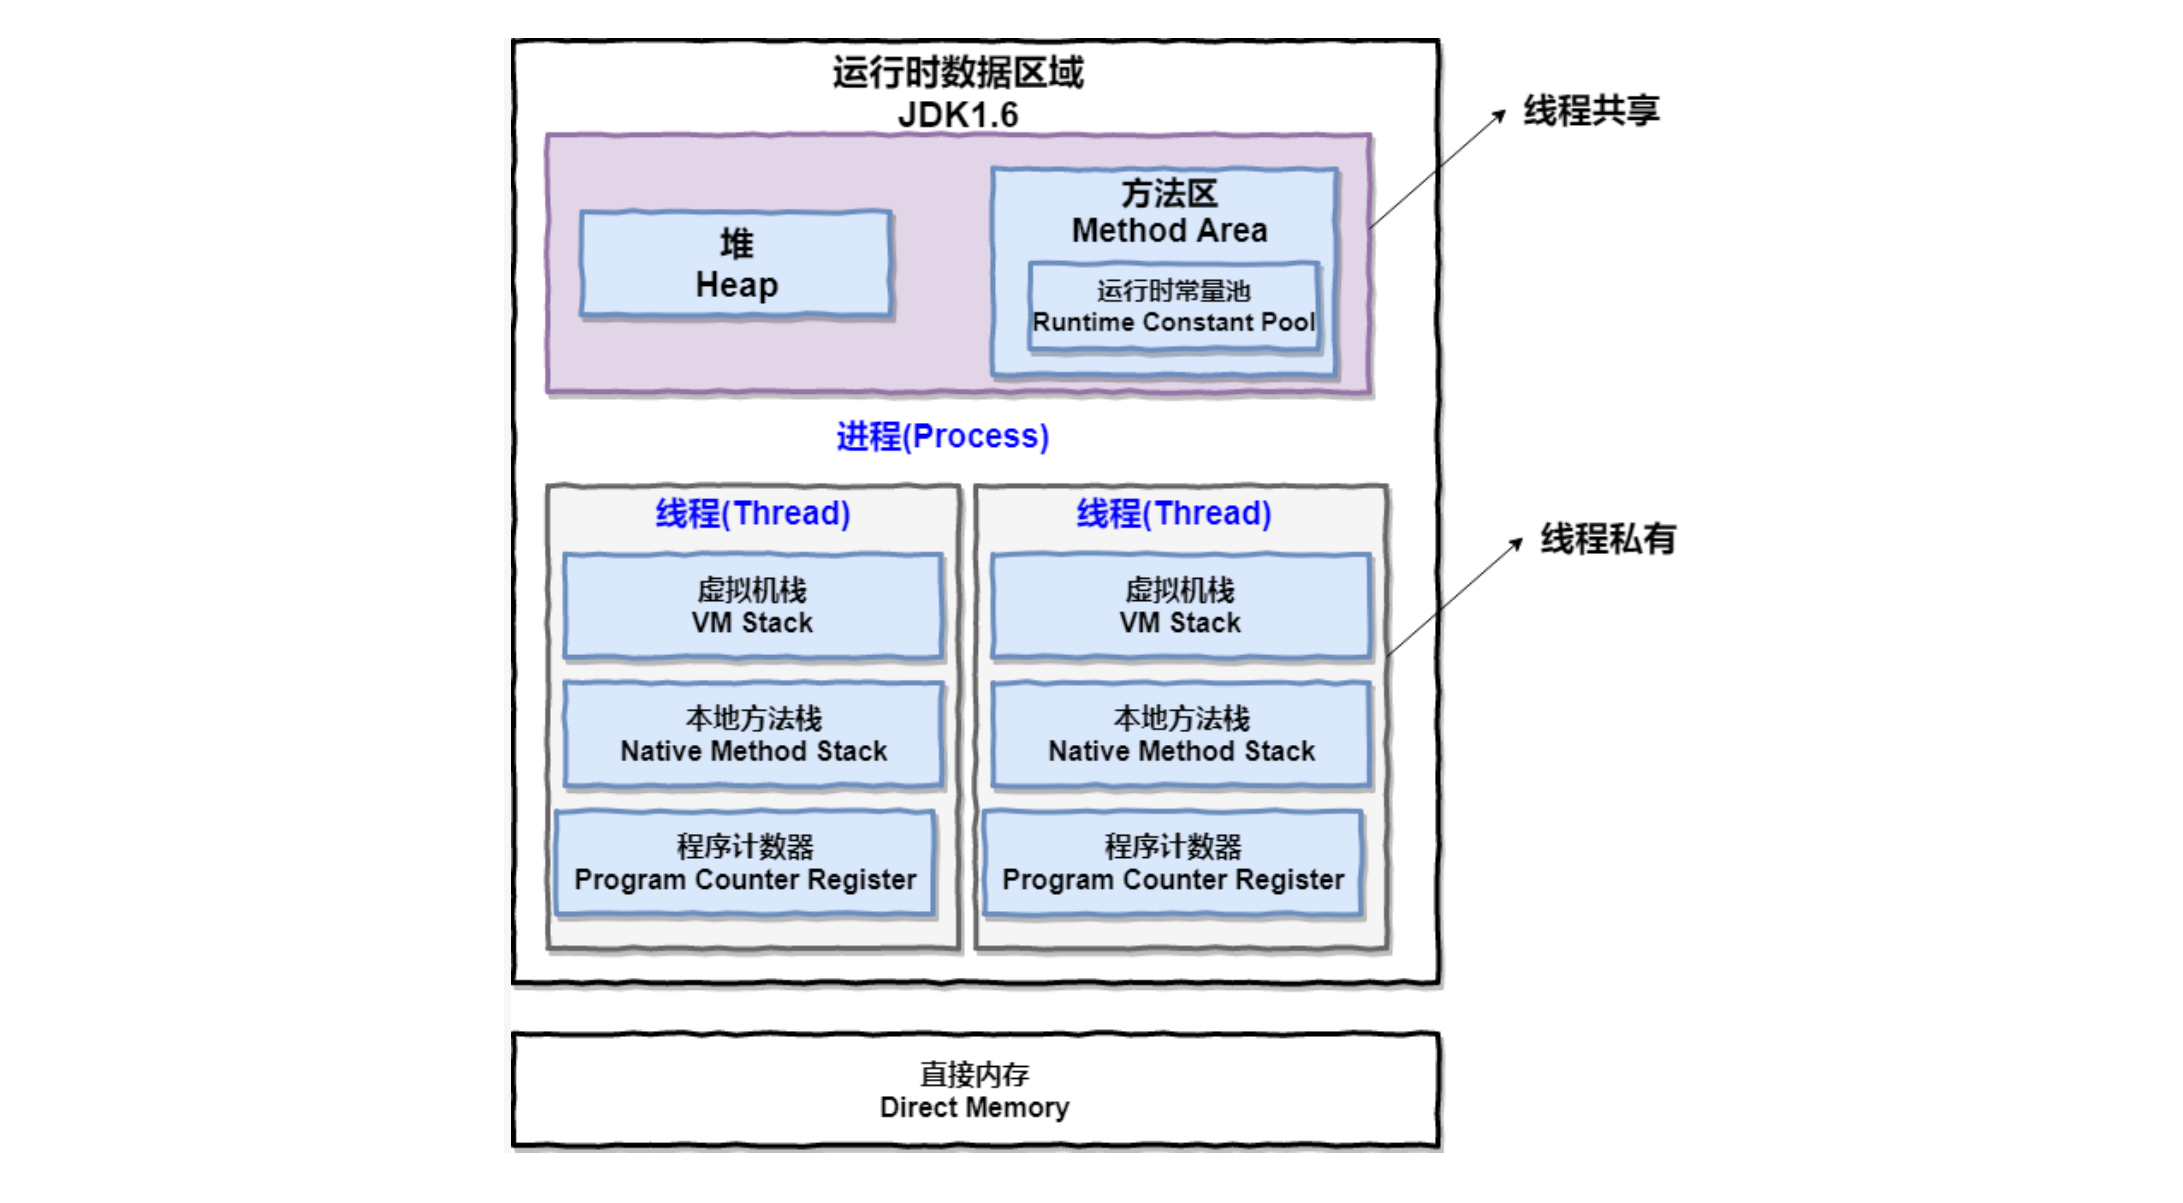 运行时数据区域
JDK1.6
线程共享
堆
Heap
方法区
Method Area
运行时常量池
Runtime Constant Pool
进程(Process)
线程(Thread)
虚拟机栈
VM Stack
本地方法栈
Native Method Stack
程序计数器
Program Counter Register
线程(Thread)
虚拟机栈
VM Stack
本地方法栈
Native Method Stack
程序计数器
Program Counter Register
线程私有
直接内存
Direct Memory